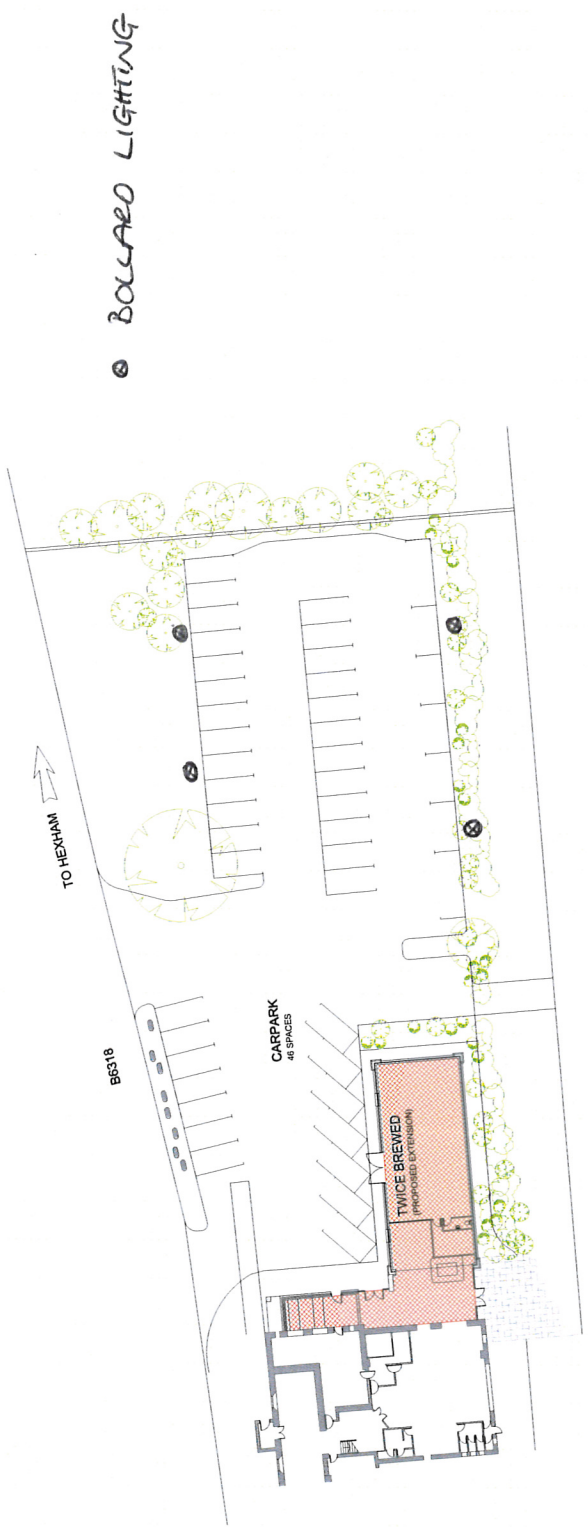 BOLLARD LIGHTING
TO HEXHAM
B6318
CARPARK
46 SPACES
TWICE BREWED
(PROPOSED EXTENSION)